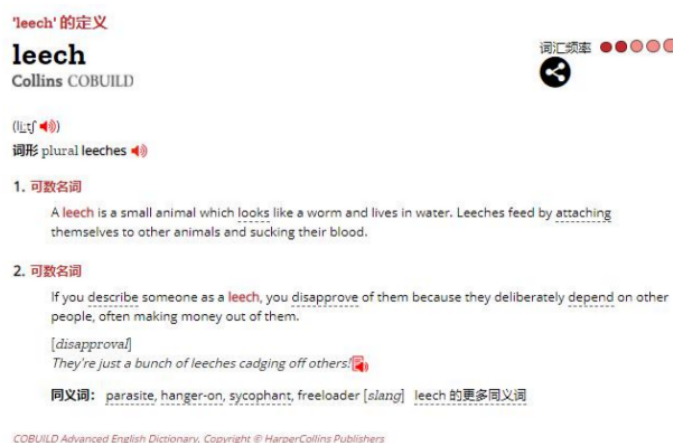 'leech' 的定义
leech
词汇频率
Collins COBUILD
(liːtʃ )
词形 plural leeches
1. 可数名词
A leech is a small animal which looks like a worm and lives in water. Leeches feed by attaching
themselves to other animals and sucking their blood.
2. 可数名词
If you describe someone as a leech, you disapprove of them because they deliberately depend on other
people, often making money out of them.
[disapproval]
They're just a bunch of leeches cadging off others!
同义词： parasite, hanger-on, sycophant, freeloader [slang] leech 的更多同义词
COBUILD Advanced English Dictionary. Copyright © HarperCollins Publishers